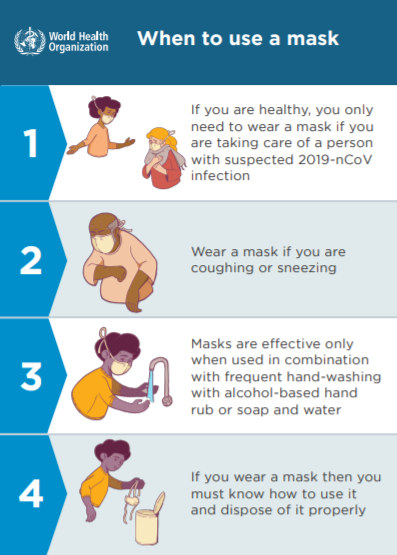 World Health
Organization
When to use a mask
1
If you are healthy, you only
need to wear a mask if you
are taking care of a person
with suspected 2019-nCoV
infection
2
Wear a mask if you are
coughing or sneezing
3
Masks are effective only
when used in combination
with frequent hand-washing
with alcohol-based hand
rub or soap and water
4
If you wear a mask then you
must know how to use it
and dispose of it properly